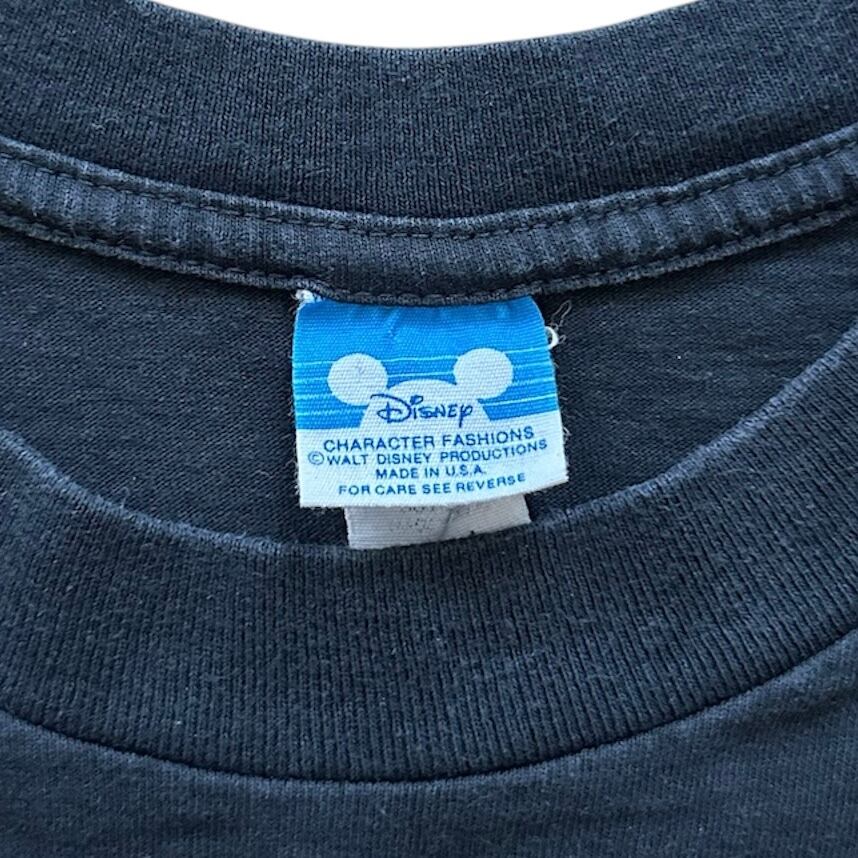 Disney
CHARACTER FASHIONS
© WALT DISNEY PRODUCTIONS
MADE IN U.S.A.
FOR CARE SEE REVERSE